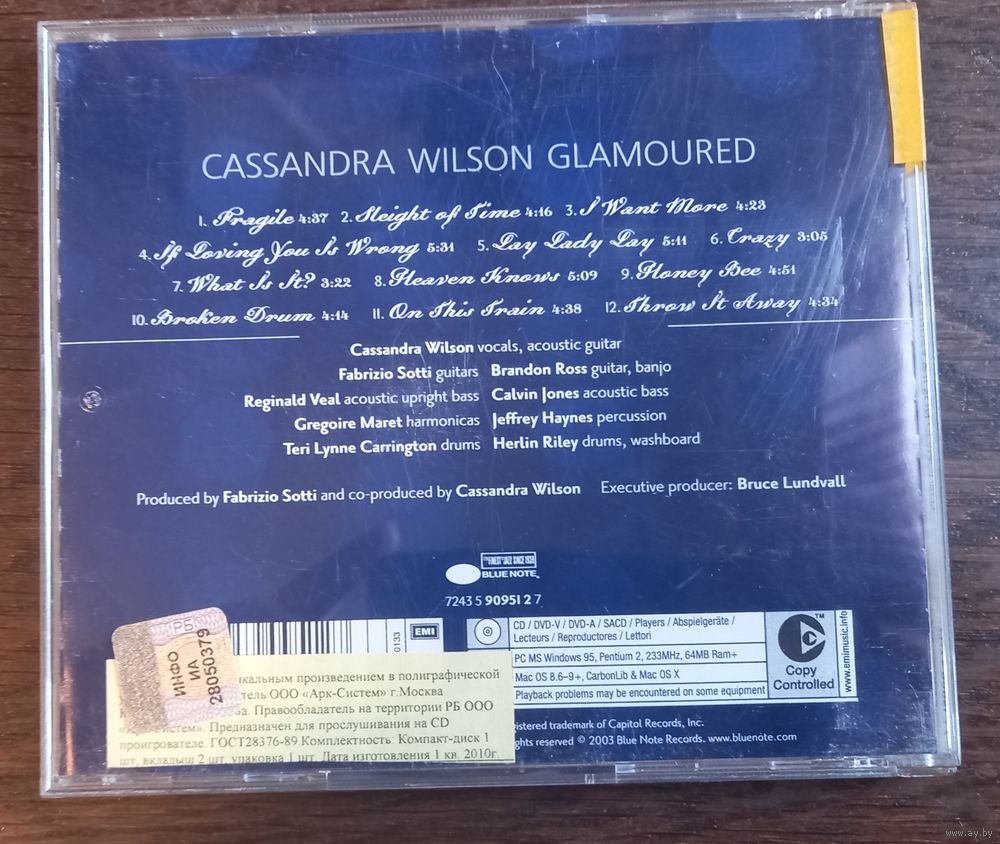 CASSANDRA WILSON GLAMOURED
1. Fragile 4:37 2. Sleight of Time 4:16 3. I Want More 4:23
4. If Loving You Is Wrong 5:31 5. Lay Lady Lay 5:11 6. Crazy 3:05
7. What Is It? 3:22 8. Heaven Knows 5:09 9. Honey Bee 4:51
10. Broken Drum 4:14 11. On This Train 4:38 12. Throw It Away 4:34
Cassandra Wilson vocals, acoustic guitar
Fabrizio Sotti guitars Brandon Ross guitar, banjo
Reginald Veal acoustic upright bass Calvin Jones acoustic bass
Gregoire Maret harmonicas Jeffrey Haynes percussion
Teri Lynne Carrington drums Herlin Riley drums, washboard
Produced by Fabrizio Sotti and co-produced by Cassandra Wilson Executive producer: Bruce Lundvall
THE FINEST IN JAZZ SINCE 1939
BLUE NOTE
7243 5 90951 2 7
0133
EMI
CD / DVD-V / DVD-A / SACD / Players / Abspielgeräte /
Lecteurs / Reproductores / Lettori
PC MS Windows 95, Pentium 2, 233MHz, 64MB Ram+
Mac OS 8.6-9+, CarbonLib & Mac OS X
Playback problems may be encountered on some equipment
TM
Copy
Controlled
www.emimusic.info
РБ
ИНФО
ИА
28050379
произведением в полиграфической
ООО «Арк-Систем» г.Москва
Правообладатель на территории РБ ООО
Предназначен для прослушивания на CD
проигрователе. ГОСТ28376-89.Комплектность: Компакт-диск 1
шт, вкладыш 2 шт, упаковка 1 шт. Дата изготовления 1 кв. 2010г.
trademark of Capitol Records, Inc.
reserved © 2003 Blue Note Records. www.bluenote.com
www.ay.by